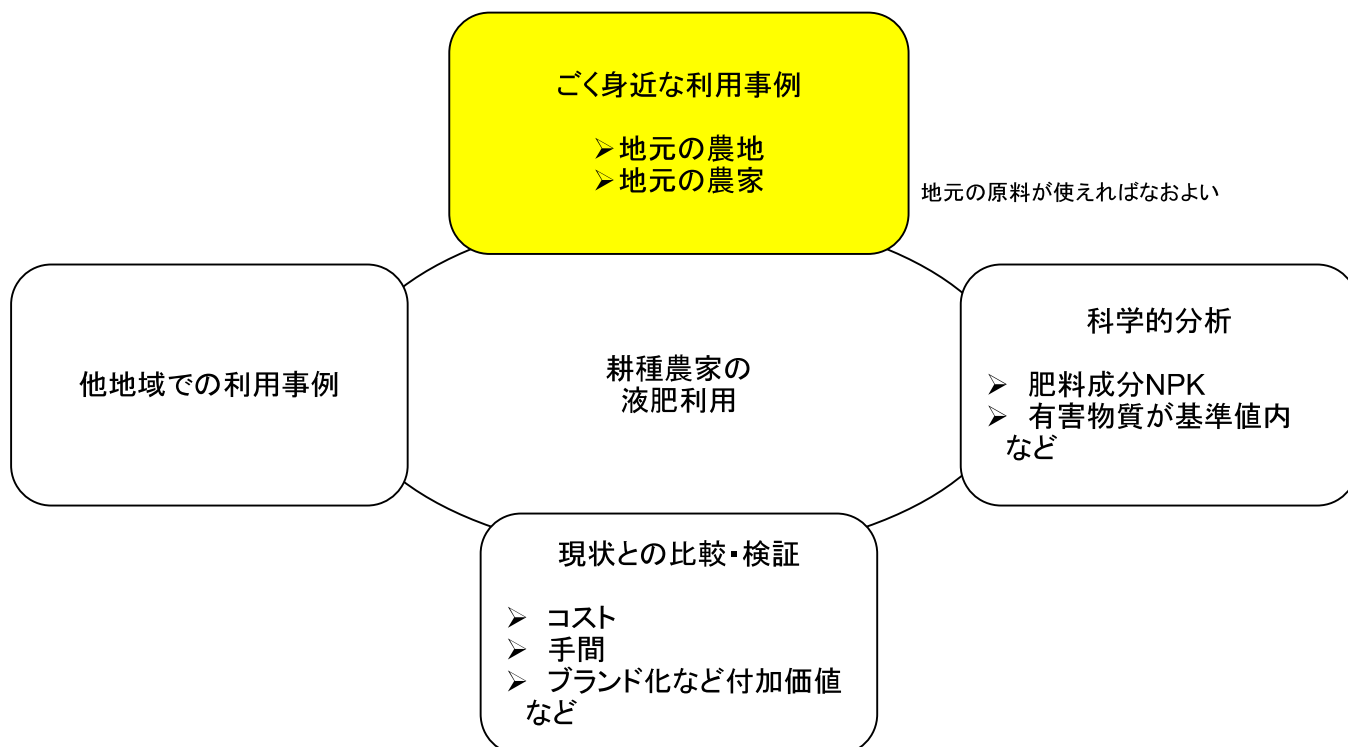 ごく身近な利用事例
➢地元の農地
➢地元の農家
地元の原料が使えればなおよい
他地域での利用事例
耕種農家の
液肥利用
科学的分析
➢ 肥料成分NPK
➢ 有害物質が基準値内
など
現状との比較・検証
➢ コスト
➢ 手間
➢ ブランド化など付加価値
など